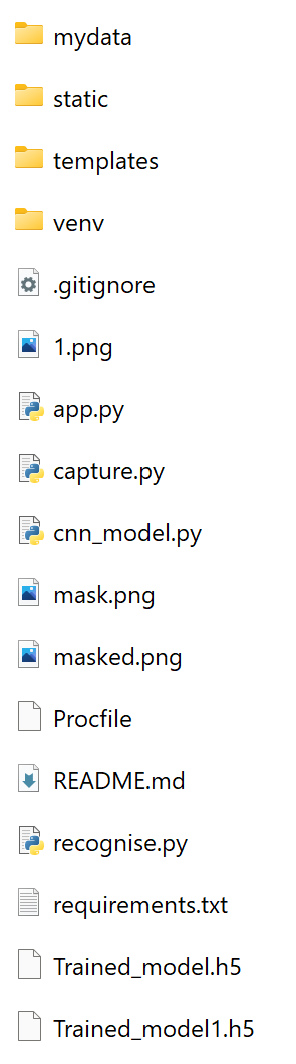 mydata
static
templates
venv
.gitignore
1.png
app.py
capture.py
cnn_model.py
mask.png
masked.png
Procfile
README.md
recognise.py
requirements.txt
Trained_model.h5
Trained_model1.h5